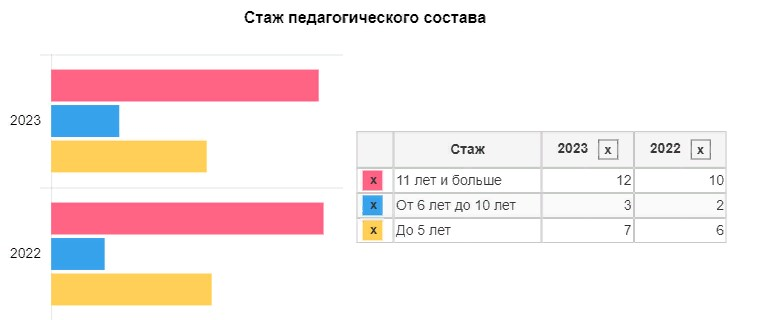 Стаж педагогического состава
2023
2022
Стаж 2023 x 2022 x
x 11 лет и больше 12 10
x От 6 лет до 10 лет 3 2
x До 5 лет 7 6